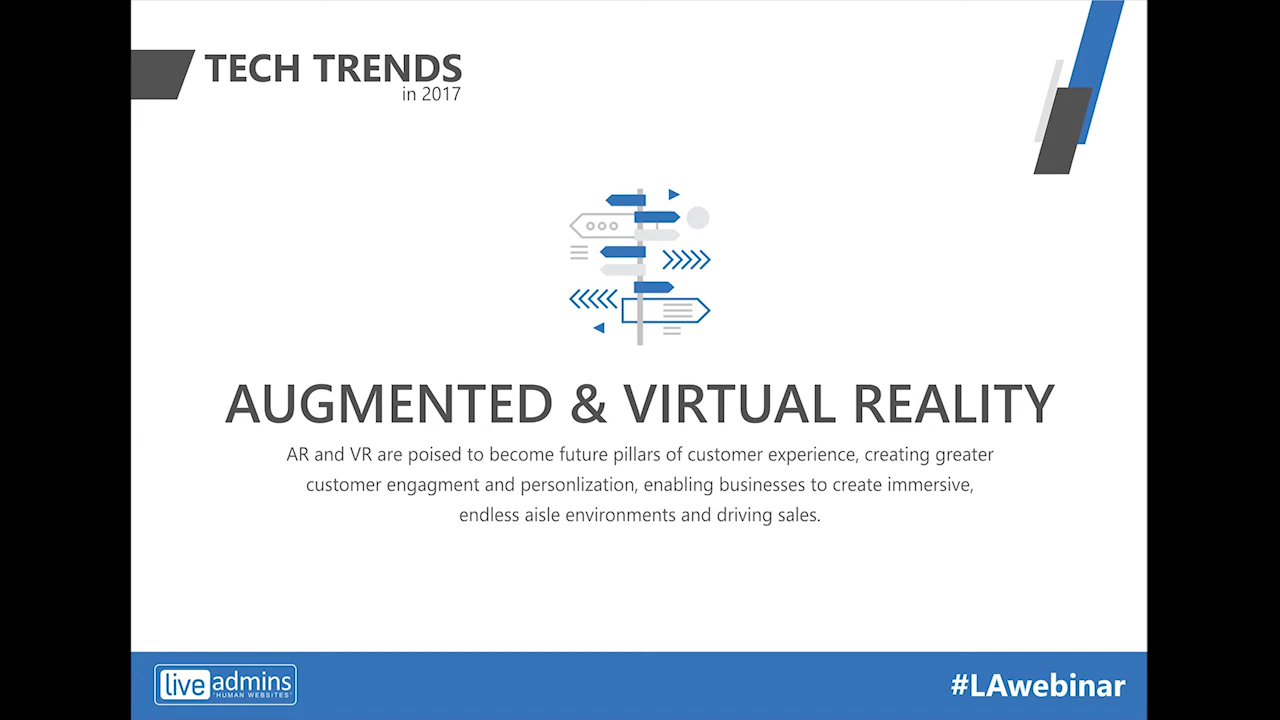 TECH TRENDS
in 2017
AUGMENTED & VIRTUAL REALITY
AR and VR are poised to become future pillars of customer experience, creating greater
customer engagment and personlization, enabling businesses to create immersive,
endless aisle environments and driving sales.
liveadmins
"HUMAN WEBSITES"
#LAwebinar